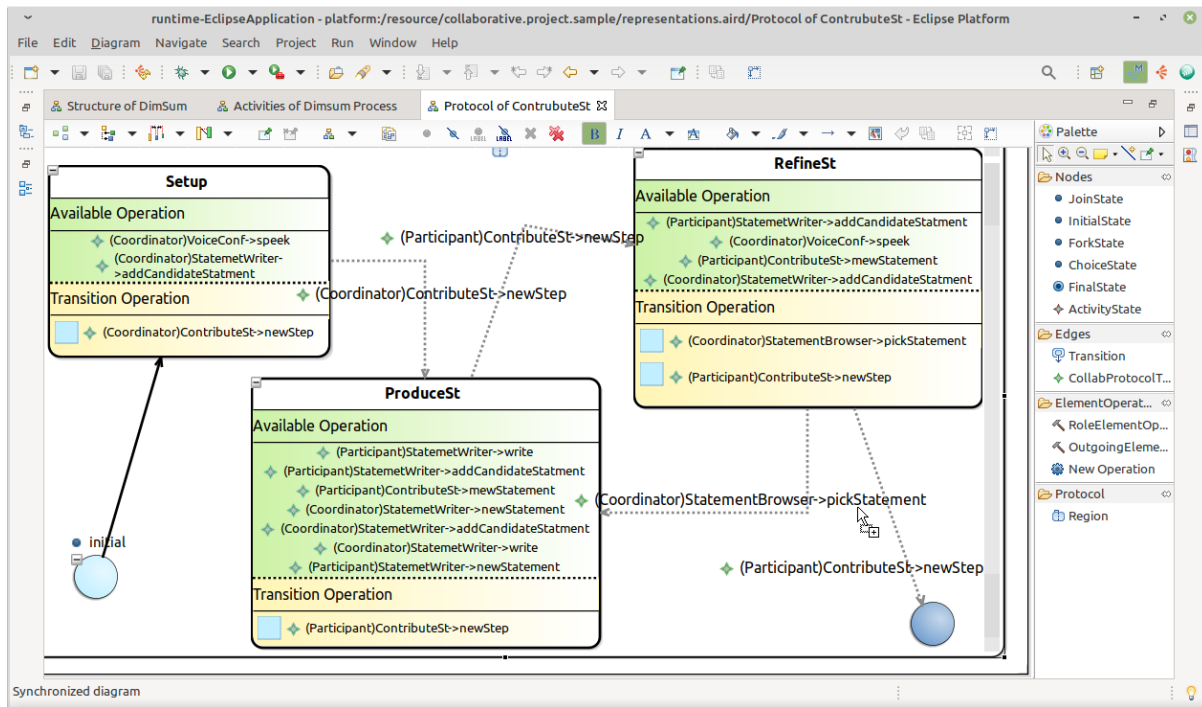 runtime-EclipseApplication - platform:/resource/collaborative.project.sample/representations.aird/Protocol of ContrubuteSt - Eclipse Platform
File Edit Diagram Navigate Search Project Run Window Help
Structure of DimSum
Activities of Dimsum Process
Protocol of ContrubuteSt
LABEL LABEL B I A
Setup
Available Operation
(Coordinator)VoiceConf->speek
(Coordinator)StatemetWriter-
>addCandidateStatment
Transition Operation
(Coordinator)ContributeSt->newStep
(Participant)ContributeSt->newStep
(Coordinator)ContributeSt->newStep
RefineSt
Available Operation
(Participant)StatemetWriter->addCandidateStatment
(Coordinator)VoiceConf->speek
(Participant)ContributeSt->mewStatement
(Coordinator)StatemetWriter->addCandidateStatment
Transition Operation
(Coordinator)StatementBrowser->pickStatement
(Participant)ContributeSt->newStep
ProduceSt
Available Operation
(Participant)StatemetWriter->write
(Participant)StatemetWriter->addCandidateStatment
(Participant)ContributeSt->mewStatement
(Coordinator)StatemetWriter->newStatement
(Coordinator)StatemetWriter->addCandidateStatment
(Coordinator)StatemetWriter->write
(Participant)StatemetWriter->newStatement
Transition Operation
(Participant)ContributeSt->newStep
(Coordinator)StatementBrowser->pickStatement
(Participant)ContributeSt->newStep
initial
Palette
Nodes
JoinState
InitialState
ForkState
ChoiceState
FinalState
ActivityState
Edges
Transition
CollabProtocolT...
ElementOperat...
RoleElementOp...
OutgoingEleme...
New Operation
Protocol
Region
Synchronized diagram